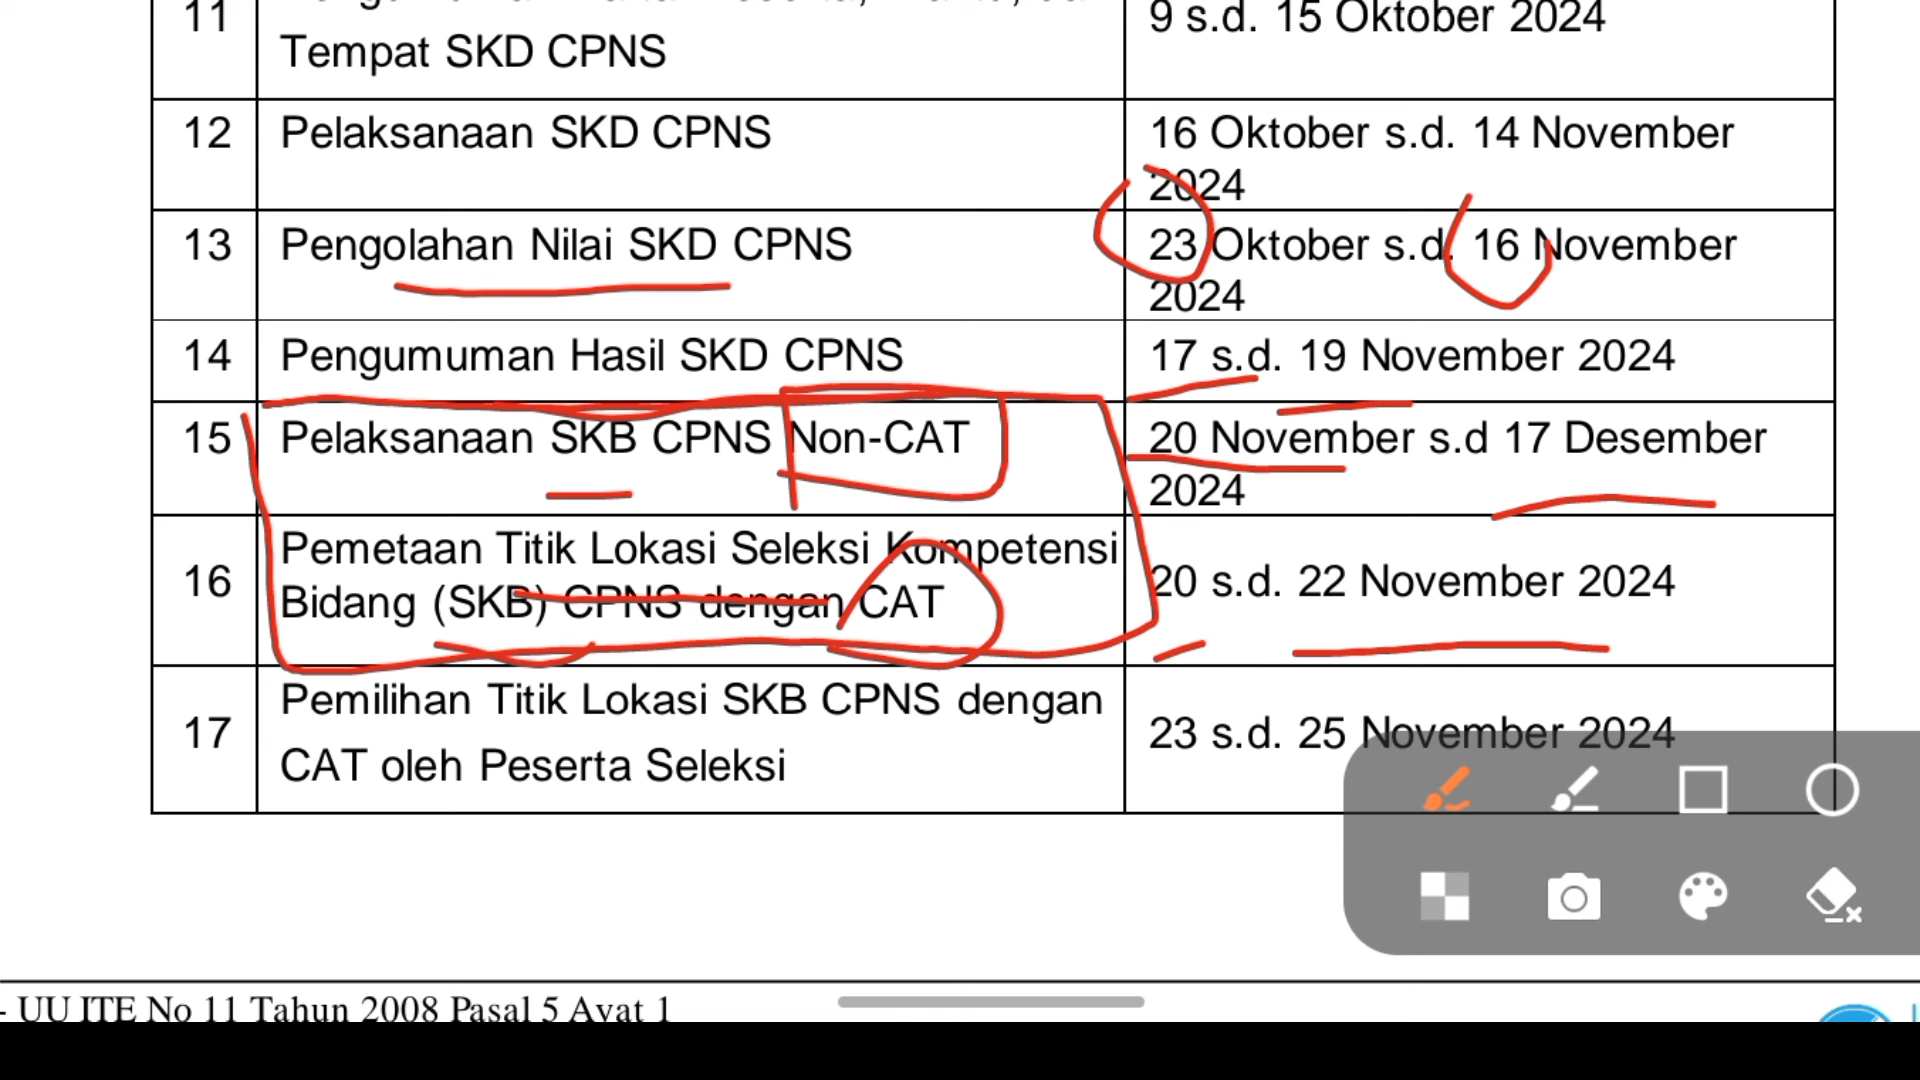 11
Tempat SKD CPNS
9 s.d. 15 Oktober 2024
12
Pelaksanaan SKD CPNS
16 Oktober s.d. 14 November
2024
13
Pengolahan Nilai SKD CPNS
23 Oktober s.d. 16 November
2024
14
Pengumuman Hasil SKD CPNS
17 s.d. 19 November 2024
15
Pelaksanaan SKB CPNS Non-CAT
20 November s.d 17 Desember
2024
16
Pemetaan Titik Lokasi Seleksi Kompetensi
Bidang (SKB) CPNS dengan CAT
20 s.d. 22 November 2024
17
Pemilihan Titik Lokasi SKB CPNS dengan
CAT oleh Peserta Seleksi
23 s.d. 25 November 2024
- UU ITE No 11 Tahun 2008 Pasal 5 Ayat 1